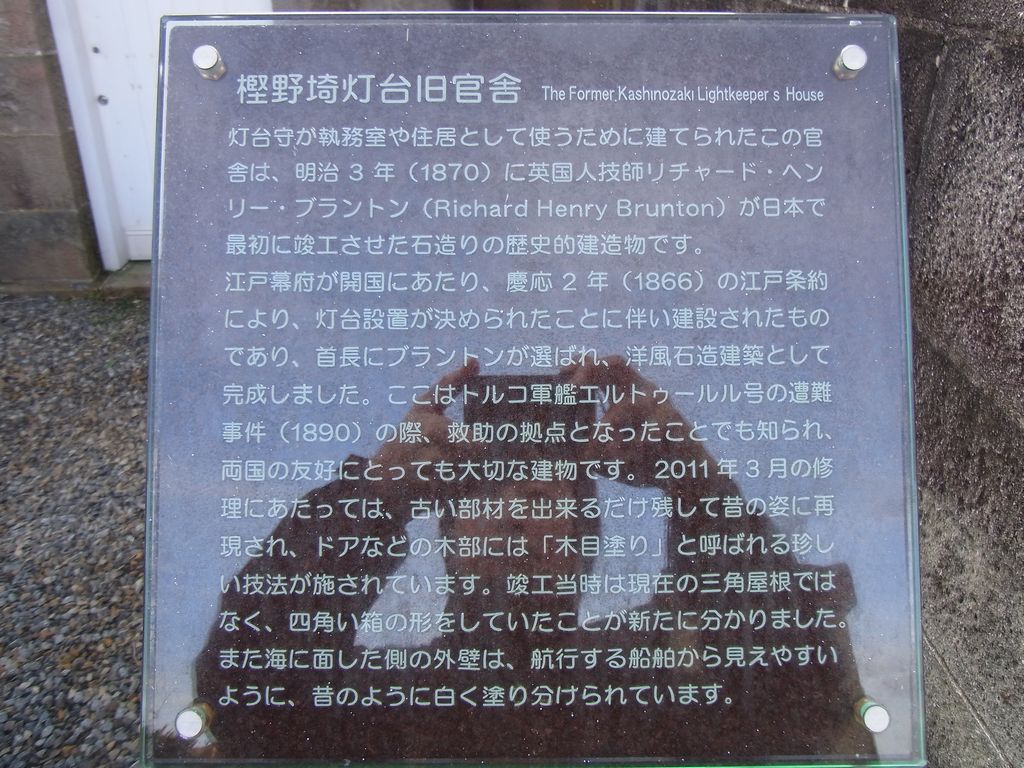 樫野埼灯台旧官舎 The Former Kashinozaki Lightkeeper s House
灯台守が執務室や住居として使うために建てられたこの官
舎は、明治 3 年（1870）に英国人技師リチャード・ヘン
リー・ブラントン（Richard Henry Brunton）が日本で
最初に竣工させた石造りの歴史的建造物です。
江戸幕府が開国にあたり、慶応 2 年（1866）の江戸条約
により、灯台設置が決められたことに伴い建設されたもの
であり、首長にブラントンが選ばれ、洋風石造建築として
完成しました。ここはトルコ軍艦エルトゥールル号の遭難
事件（1890）の際、救助の拠点となったことでも知られ、
両国の友好にとっても大切な建物です。2011 年 3 月の修
理にあたっては、古い部材を出来るだけ残して昔の姿に再
現され、ドアなどの木部には「木目塗り」と呼ばれる珍し
い技法が施されています。竣工当時は現在の三角屋根では
なく、四角い箱の形をしていたことが新たに分かりました。
また海に面した側の外壁は、航行する船舶から見えやすい
ように、昔のように白く塗り分けられています。